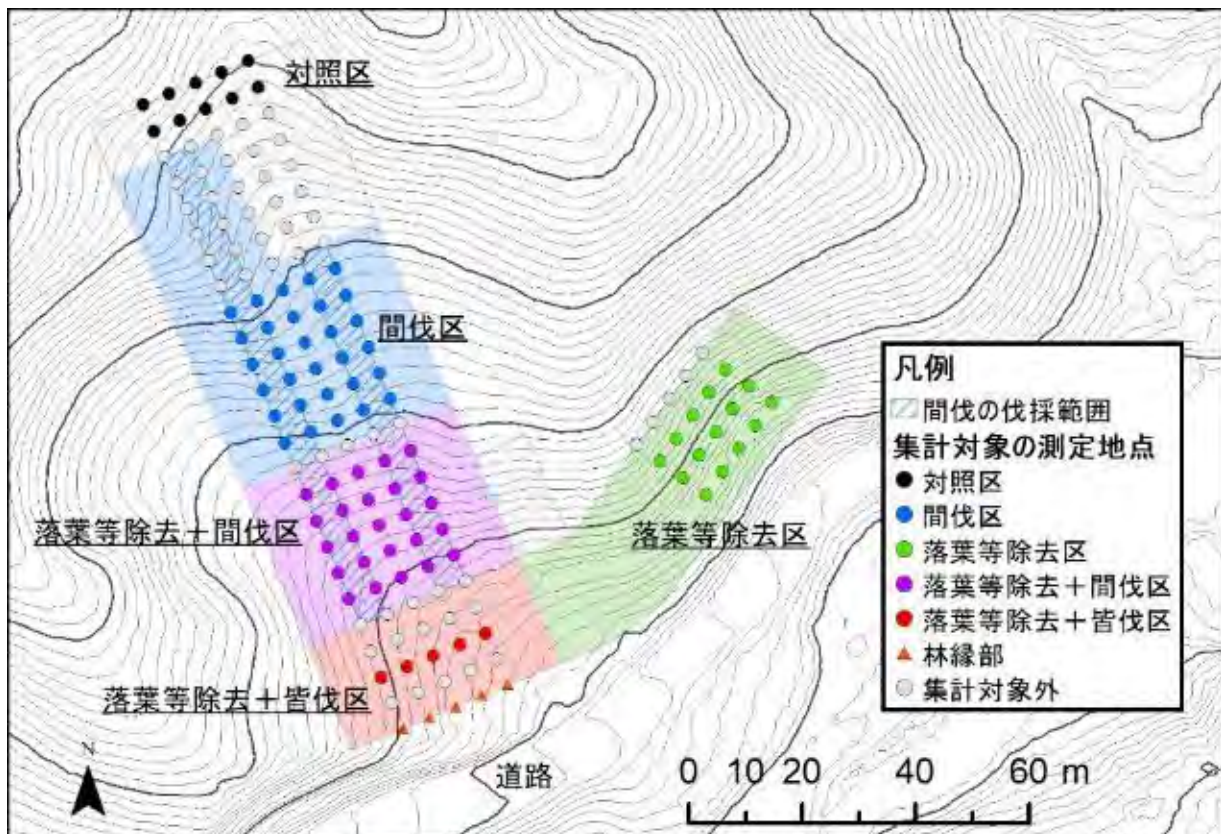 対照区
間伐区
落葉等除去＋間伐区
落葉等除去区
落葉等除去＋皆伐区
道路
N
凡例
間伐の伐採範囲
集計対象の測定地点
対照区
間伐区
落葉等除去区
落葉等除去＋間伐区
落葉等除去＋皆伐区
林縁部
集計対象外
0 10 20 40 60 m